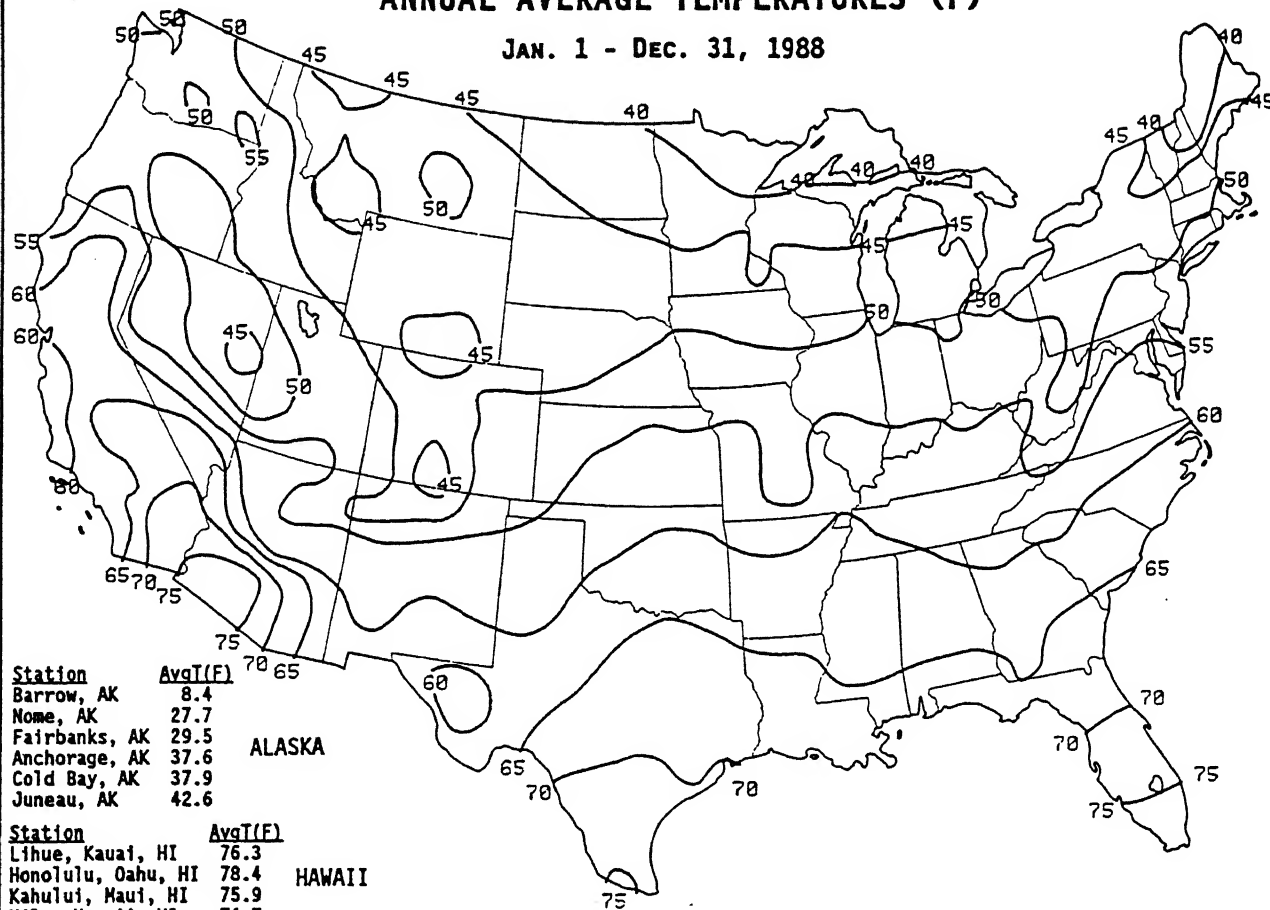 ANNUAL AVERAGE TEMPERATURES (F)
JAN. 1 - DEC. 31, 1988
50 50 50 45 45 45 40 40 40 40 40 45 40 45
50 55 50 45 50
55 60 60 45 50 45 45 45 50 50 55
60 45 60
65 70 75 65
75 70 65 60 65 70 70 75 70 70 75 75
Station AvgT(F)
Barrow, AK 8.4
Nome, AK 27.7
Fairbanks, AK 29.5
Anchorage, AK 37.6
Cold Bay, AK 37.9
Juneau, AK 42.6
ALASKA
Station AvgT(F)
Lihue, Kauai, HI 76.3
Honolulu, Oahu, HI 78.4
Kahului, Maui, HI 75.9
HAWAII